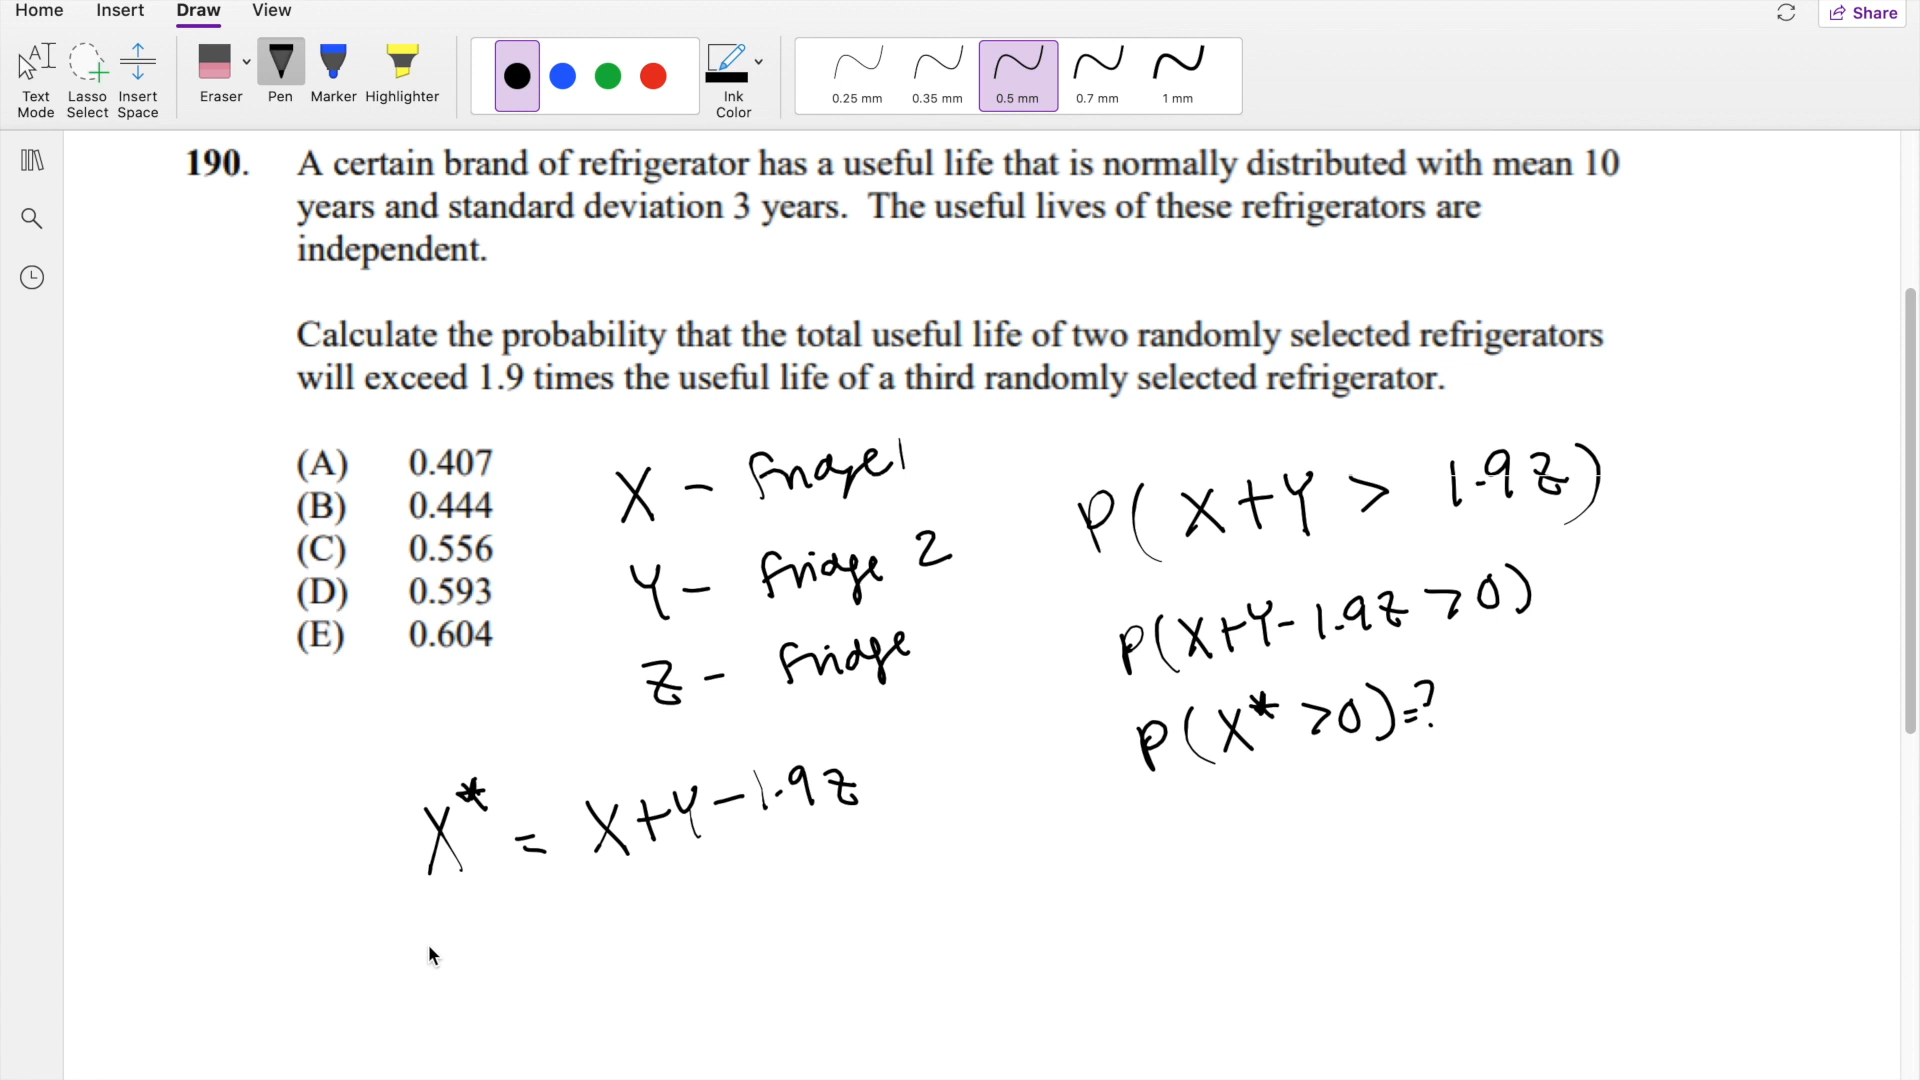 Home Insert Draw View
Share
Text Mode
Lasso Select
Insert Space
Eraser
Pen
Marker
Highlighter
Ink Color
0.25 mm
0.35 mm
0.5 mm
0.7 mm
1 mm
190. A certain brand of refrigerator has a useful life that is normally distributed with mean 10
years and standard deviation 3 years. The useful lives of these refrigerators are
independent.
Calculate the probability that the total useful life of two randomly selected refrigerators
will exceed 1.9 times the useful life of a third randomly selected refrigerator.
(A) 0.407
(B) 0.444
(C) 0.556
(D) 0.593
(E) 0.604
X - fridge 1
Y - fridge 2
Z - fridge
P(X+Y > 1.9Z)
P(X+Y-1.9Z >0)
P(X* >0)=?
X* = X+Y-1.9Z